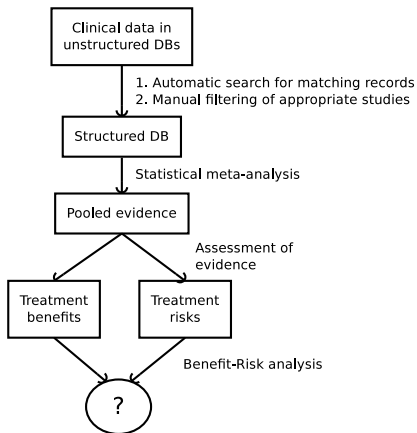 Clinical data in
unstructured DBs
1. Automatic search for matching records
2. Manual filtering of appropriate studies
Structured DB
Statistical meta-analysis
Pooled evidence
Assessment of
evidence
Treatment
benefits
Treatment
risks
Benefit-Risk analysis
?